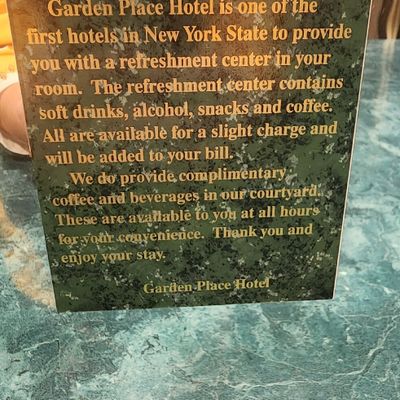 Garden Place Hotel is one of the
first hotels in New York State to provide
you with a refreshment center in your
room. The refreshment center contains
soft drinks, alcohol, snacks and coffee.
All are available for a slight charge and
will be added to your bill.
We do provide complimentary
coffee and beverages in our courtyard.
These are available to you at all hours
for your convenience. Thank you and
enjoy your stay.
Garden Place Hotel